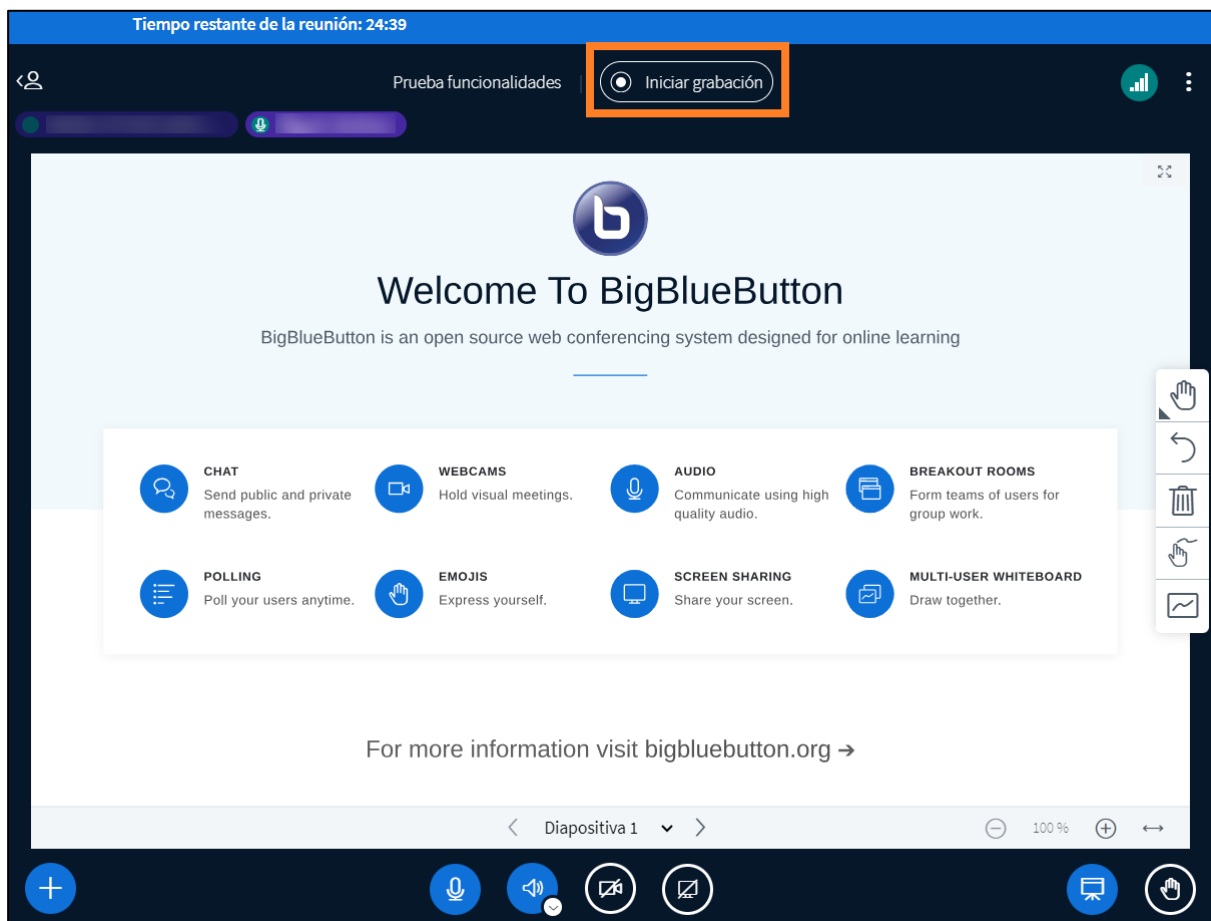 Tiempo restante de la reunión: 24:39
Prueba funcionalidades
Iniciar grabación
Welcome To BigBlueButton
BigBlueButton is an open source web conferencing system designed for online learning
CHAT
Send public and private
messages.
WEBCAMS
Hold visual meetings.
AUDIO
Communicate using high
quality audio.
BREAKOUT ROOMS
Form teams of users for
group work.
POLLING
Poll your users anytime.
EMOJIS
Express yourself.
SCREEN SHARING
Share your screen.
MULTI-USER WHITEBOARD
Draw together.
For more information visit bigbluebutton.org →
Diapositiva 1
100 %